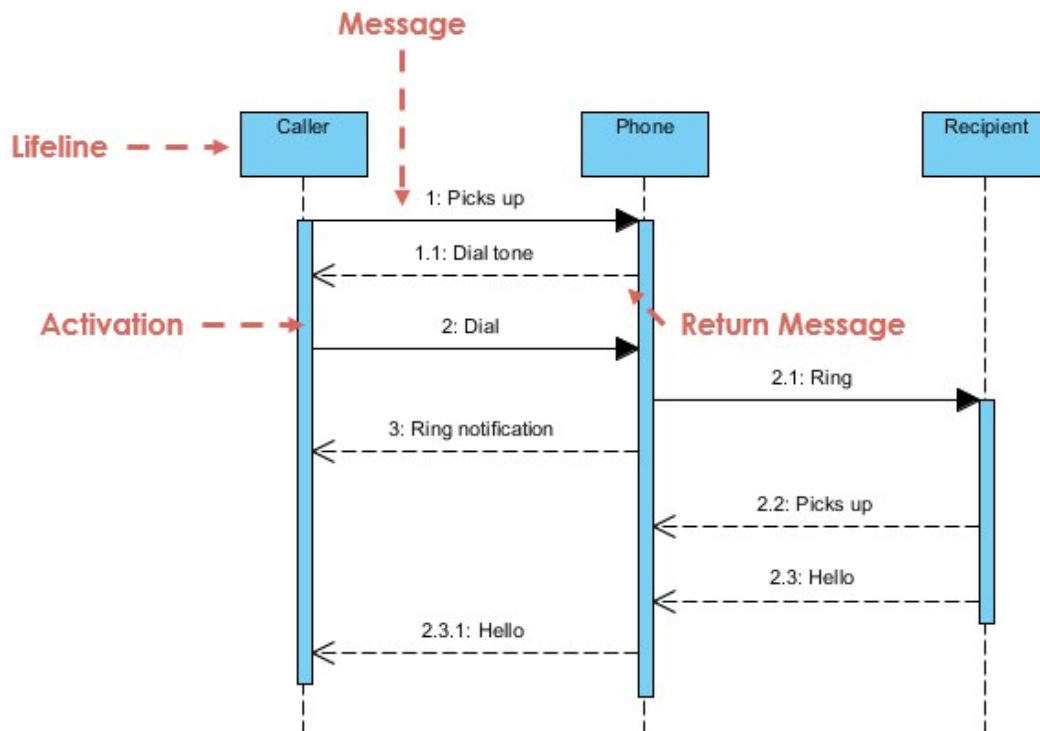 Message
Caller
Phone
Recipient
Lifeline
1: Picks up
1.1: Dial tone
Activation
2: Dial
Return Message
2.1: Ring
3: Ring notification
2.2: Picks up
2.3: Hello
2.3.1: Hello